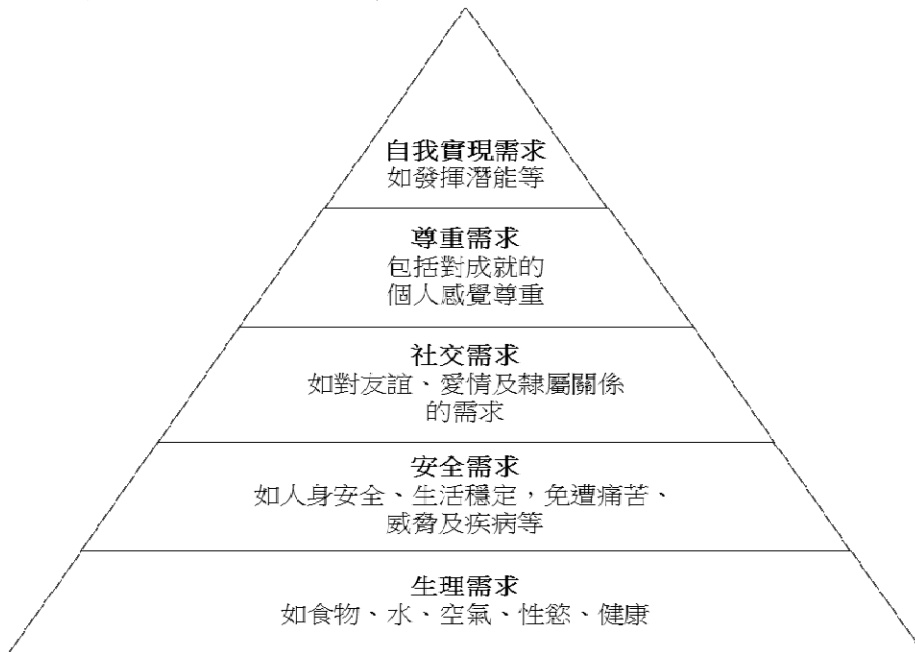 自我實現需求
如發揮潛能等
尊重需求
包括對成就的
個人感覺尊重
社交需求
如對友誼、愛情及隸屬關係
的需求
安全需求
如人身安全、生活穩定，免遭痛苦、
威脅及疾病等
生理需求
如食物、水、空氣、性慾、健康